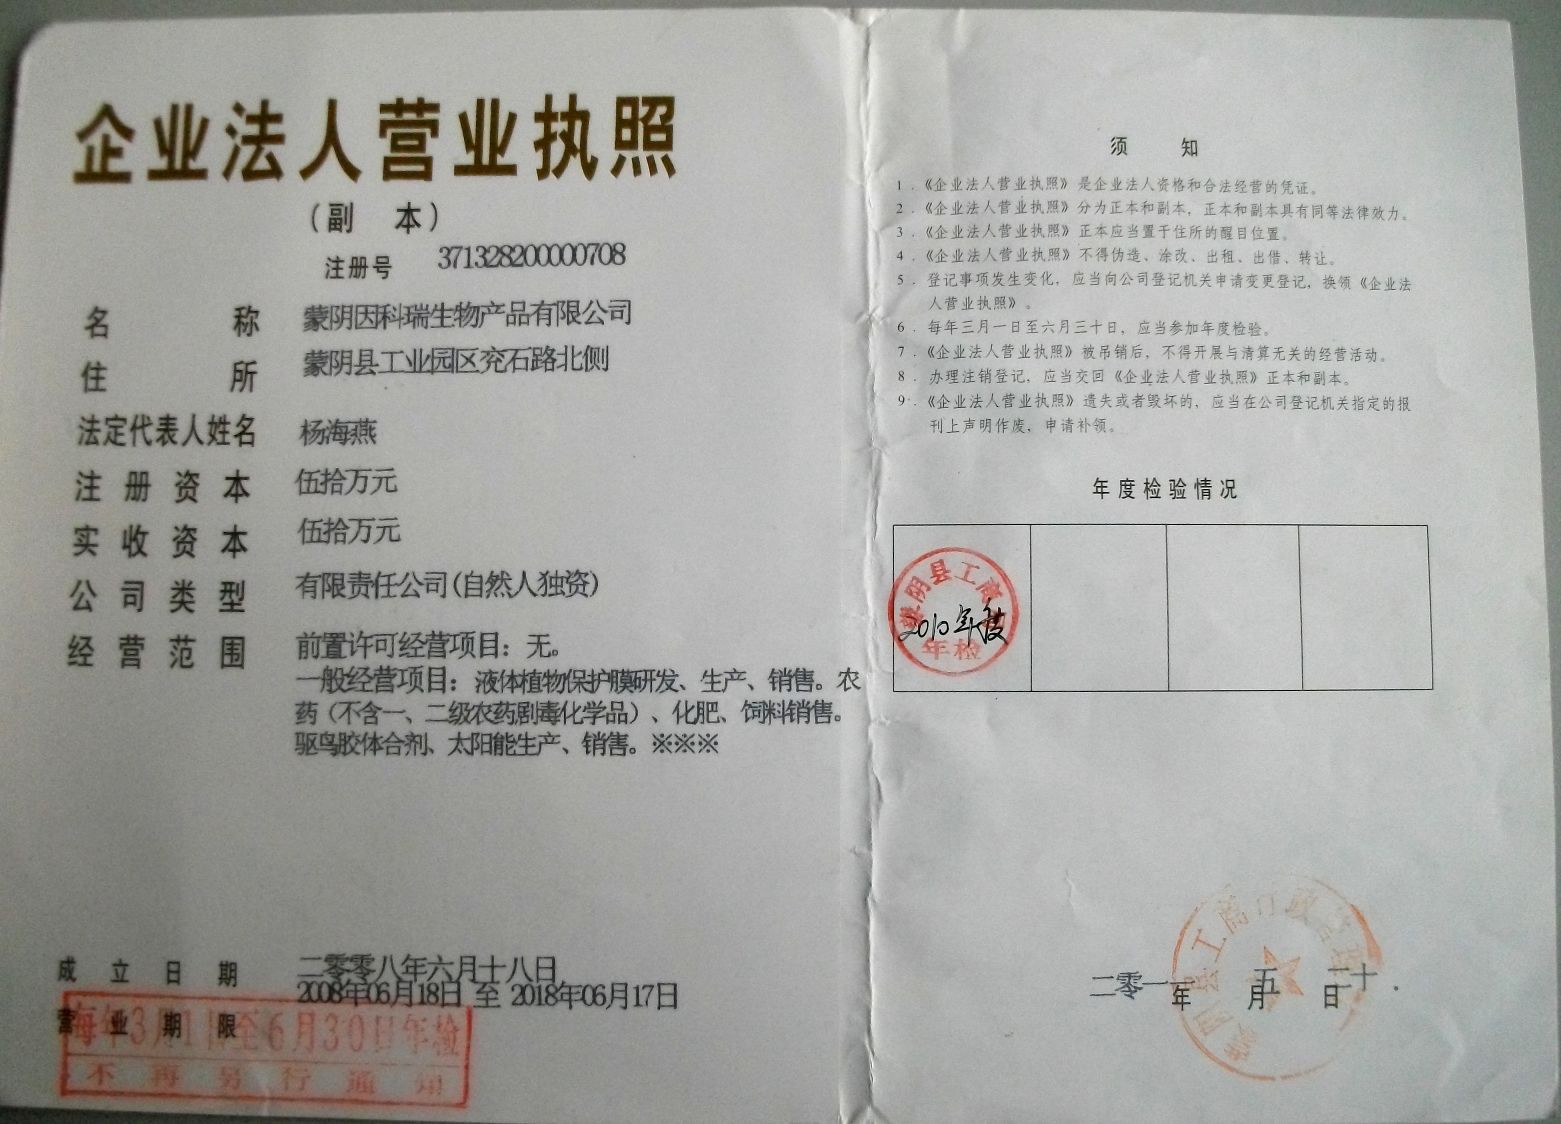 企业法人营业执照
（副 本）
注册号 371328200000708
名 称 蒙阴因科瑞生物产品有限公司
住 所 蒙阴县工业园区兖石路北侧
法定代表人姓名 杨海燕
注册资本 伍拾万元
实收资本 伍拾万元
公司类型 有限责任公司(自然人独资)
经营范围 前置许可经营项目：无。
一般经营项目：液体植物保护膜研发、生产、销售。农
药（不含一、二级农药剧毒化学品）、化肥、饲料销售。
驱鸟胶体合剂、太阳能生产、销售。※※※
成立日期 二零零八年六月十八日
营业期限 2008年06月18日 至 2018年06月17日
每年3月1日至6月30日年检
不再另行通知
须 知
1．《企业法人营业执照》是企业法人资格和合法经营的凭证。
2．《企业法人营业执照》分为正本和副本，正本和副本具有同等法律效力。
3．《企业法人营业执照》正本应当置于住所的醒目位置。
4．《企业法人营业执照》不得伪造、涂改、出租、出借、转让。
5．登记事项发生变化，应当向公司登记机关申请变更登记，换领《企业法
人营业执照》。
6．每年三月一日至六月三十日，应当参加年度检验。
7．《企业法人营业执照》被吊销后，不得开展与清算无关的经营活动。
8．办理注销登记，应当交回《企业法人营业执照》正本和副本。
9．《企业法人营业执照》遗失或者毁坏的，应当在公司登记机关指定的报
刊上声明作废，申请补领。
年度检验情况
蒙阴县工商
2010年度
年检
蒙阴县工商行政管理
二零一 年 五月 二十日